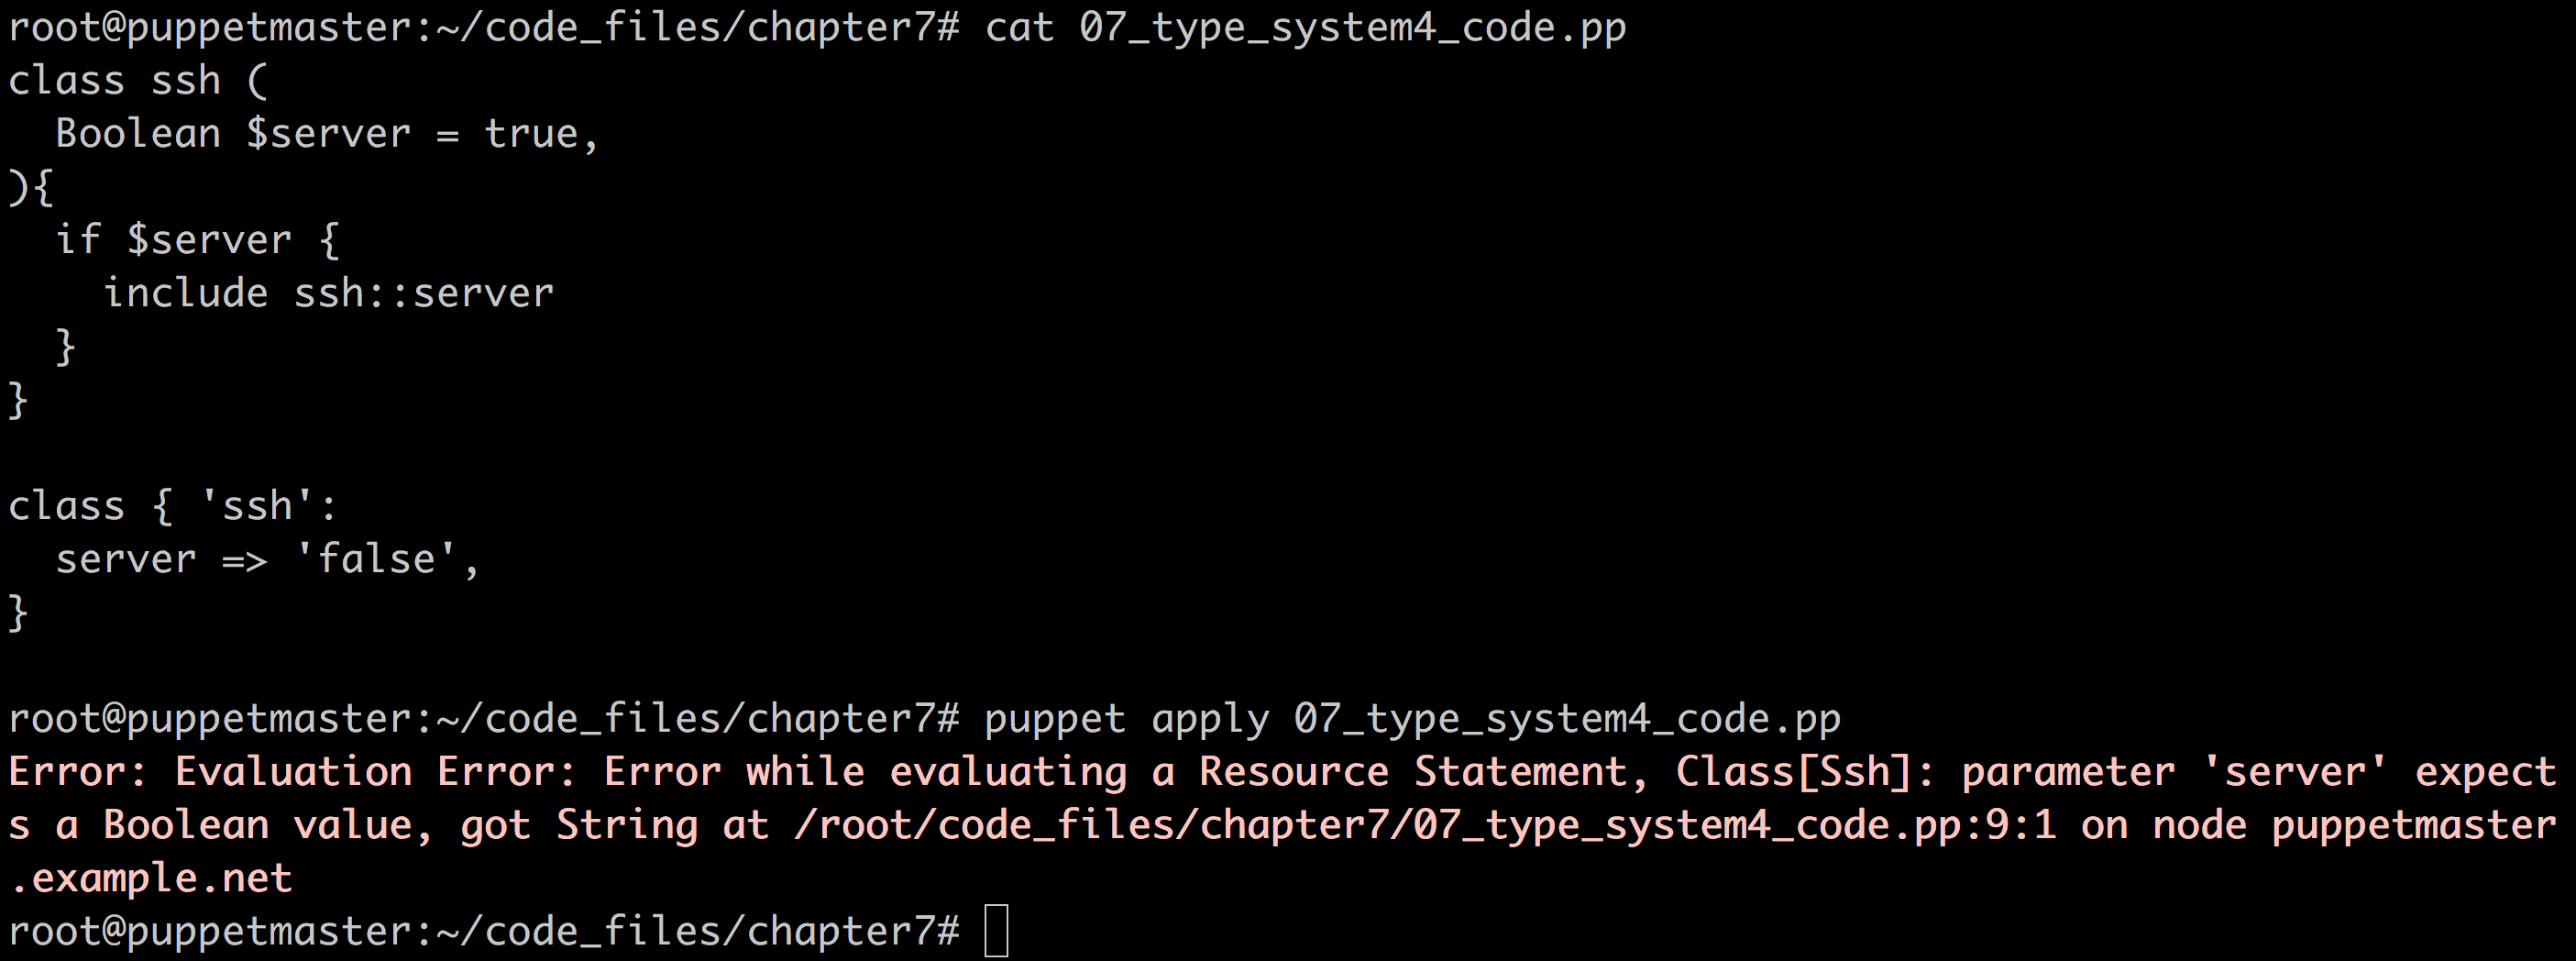 root@puppetmaster:~/code_files/chapter7# cat 07_type_system4_code.pp
class ssh (
  Boolean $server = true,
){
  if $server {
    include ssh::server
  }
}

class { 'ssh':
  server => 'false',
}

root@puppetmaster:~/code_files/chapter7# puppet apply 07_type_system4_code.pp
Error: Evaluation Error: Error while evaluating a Resource Statement, Class[Ssh]: parameter 'server' expect
s a Boolean value, got String at /root/code_files/chapter7/07_type_system4_code.pp:9:1 on node puppetmaster
.example.net
root@puppetmaster:~/code_files/chapter7#